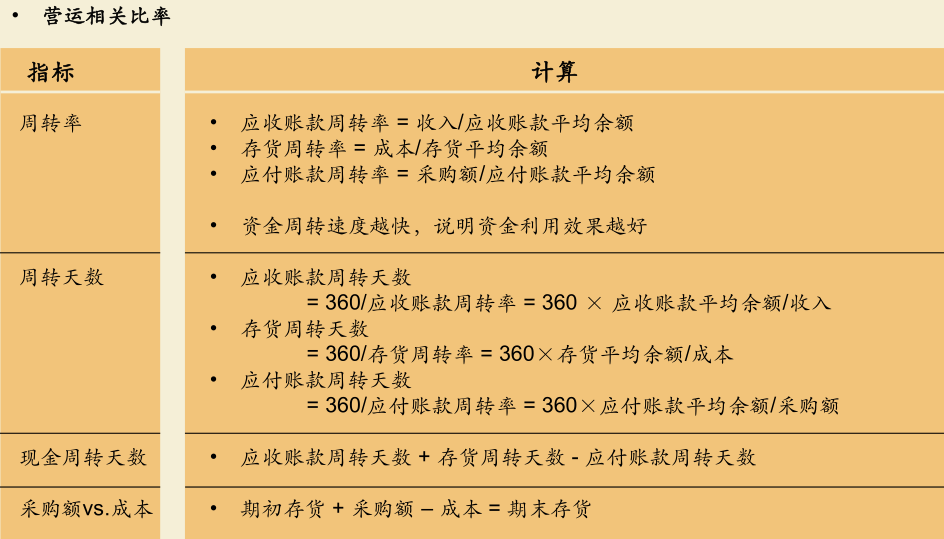 • 营运相关比率
指标
计算
周转率
• 应收账款周转率 = 收入/应收账款平均余额
• 存货周转率 = 成本/存货平均余额
• 应付账款周转率 = 采购额/应付账款平均余额
• 资金周转速度越快，说明资金利用效果越好
周转天数
• 应收账款周转天数
= 360/应收账款周转率 = 360 × 应收账款平均余额/收入
• 存货周转天数
= 360/存货周转率 = 360×存货平均余额/成本
• 应付账款周转天数
= 360/应付账款周转率 = 360×应付账款平均余额/采购额
现金周转天数
• 应收账款周转天数 + 存货周转天数 - 应付账款周转天数
采购额vs.成本
• 期初存货 + 采购额 – 成本 = 期末存货